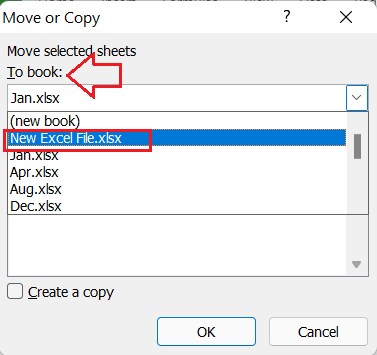 Move or Copy
?
Move selected sheets
To book:
Jan.xlsx
(new book)
New Excel File.xlsx
Jan.xlsx
Apr.xlsx
Aug.xlsx
Dec.xlsx
Create a copy
OK
Cancel